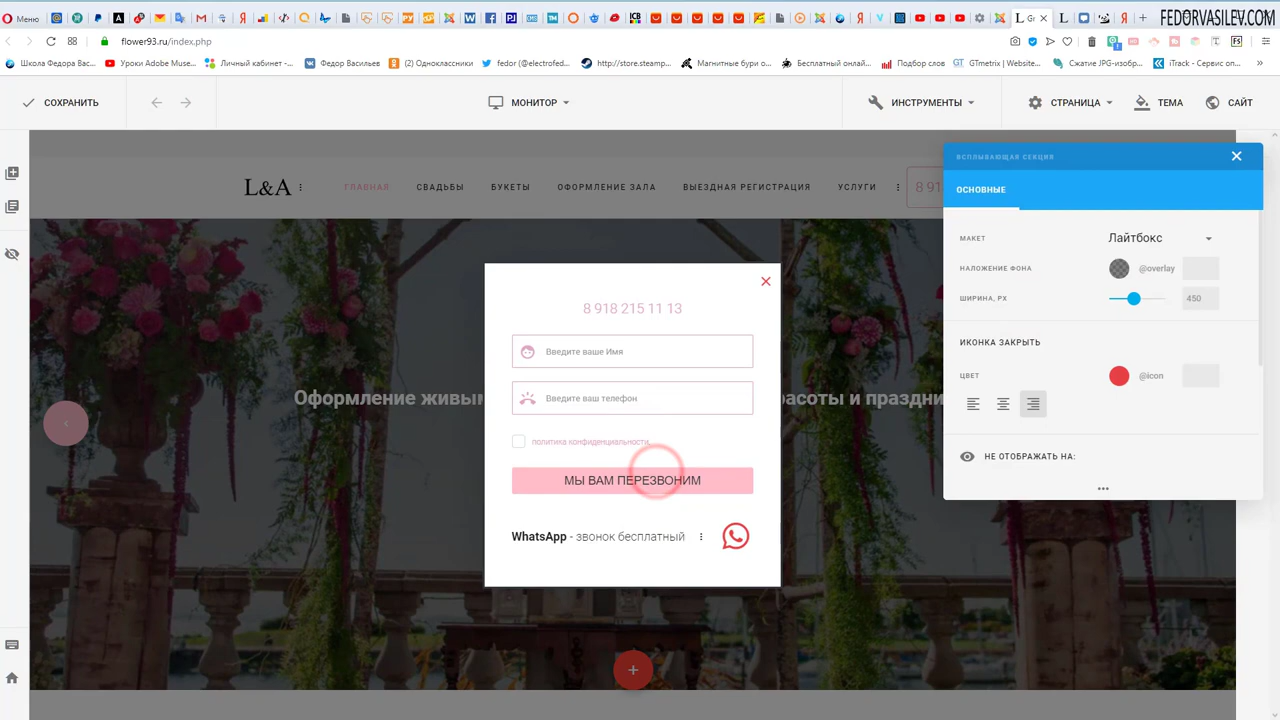 Меню
Gr
FEDORVASILEV.COM
flower93.ru/index.php
Школа Федора Вас...
Уроки Adobe Muse...
Личный кабинет -...
Федор Васильев
(2) Одноклассники
fedor (@electrofed...
http://store.steamp...
Магнитные бури о...
Бесплатный онлай...
Подбор слов
GTmetrix | Website...
Сжатие JPG-изобр...
iTrack - Сервис оп...
СОХРАНИТЬ
МОНИТОР
ИНСТРУМЕНТЫ
СТРАНИЦА
ТЕМА
САЙТ
L&A
ГЛАВНАЯ
СВАДЬБЫ
БУКЕТЫ
ОФОРМЛЕНИЕ ЗАЛА
ВЫЕЗДНАЯ РЕГИСТРАЦИЯ
УСЛУГИ
8 91
ВСПЛЫВАЮЩАЯ СЕКЦИЯ
ОСНОВНЫЕ
МАКЕТ
Лайтбокс
НАЛОЖЕНИЕ ФОНА
@overlay
ШИРИНА, PX
450
ИКОНКА ЗАКРЫТЬ
ЦВЕТ
@icon
НЕ ОТОБРАЖАТЬ НА:
Оформление живым
расоты и праздни
8 918 215 11 13
Введите ваше Имя
Введите ваш телефон
политика конфиденциальности
МЫ ВАМ ПЕРЕЗВОНИМ
WhatsApp - звонок бесплатный